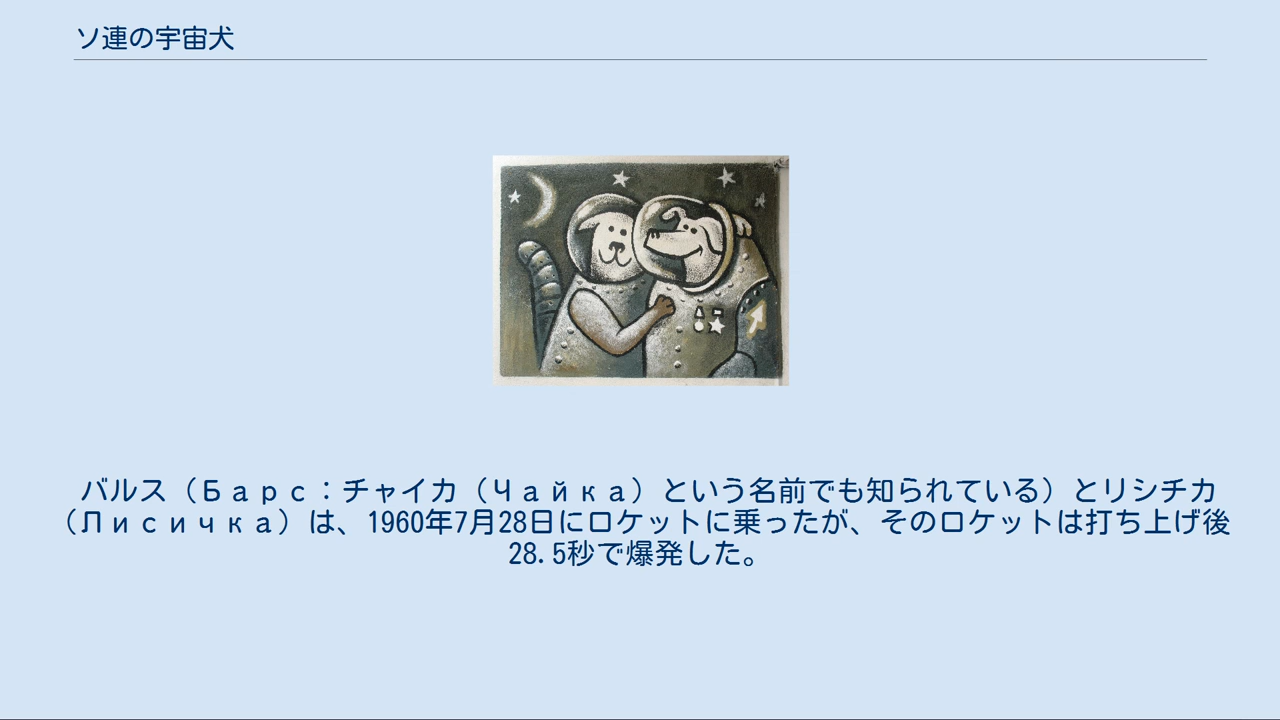 ソ連の宇宙犬
バルス（Барс：チャイカ（Чайка）という名前でも知られている）とリシチカ
（Лисичка）は、1960年7月28日にロケットに乗ったが、そのロケットは打ち上げ後
28.5秒で爆発した。